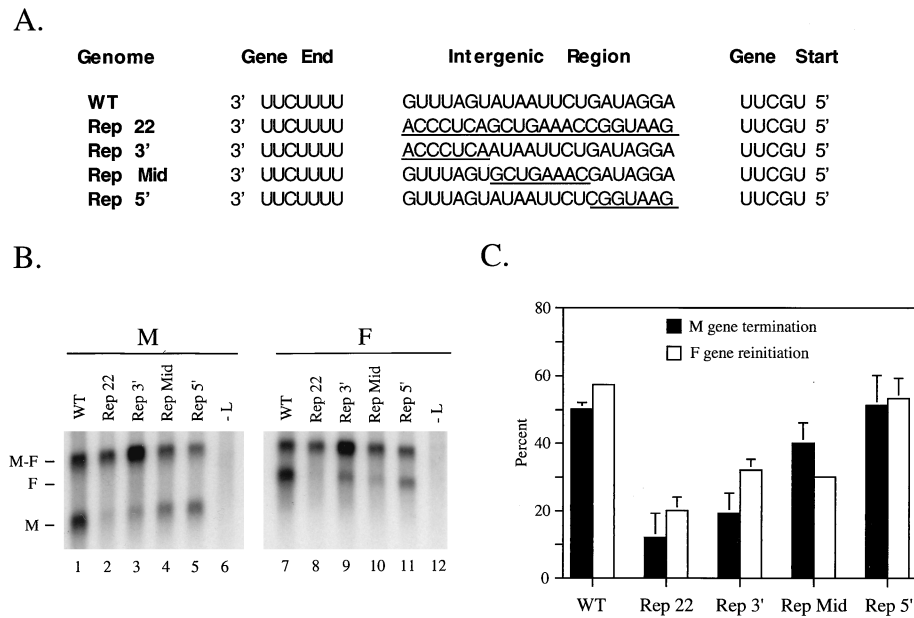 A.
Genome Gene End Intergenic Region Gene Start
WT 3' UUCUUUU GUUUAGUAUAAUUCUGAUAGGA UUCGU 5'
Rep 22 3' UUCUUUU ACCCUCAGCUGAAACCGGUAAG UUCGU 5'
Rep 3' 3' UUCUUUU ACCCUCAAUAAUUCUGAUAGGA UUCGU 5'
Rep Mid 3' UUCUUUU GUUUAGUGCUGAAACGAUAGGA UUCGU 5'
Rep 5' 3' UUCUUUU GUUUAGUAUAAUUCUCGGUAAG UUCGU 5'
B.
M F
WT Rep 22 Rep 3' Rep Mid Rep 5' - L WT Rep 22 Rep 3' Rep Mid Rep 5' - L
M-F
F
M
1 2 3 4 5 6 7 8 9 10 11 12
C.
80
60
40
20
0
Percent
M gene termination
F gene reinitiation
WT Rep 22 Rep 3' Rep Mid Rep 5'